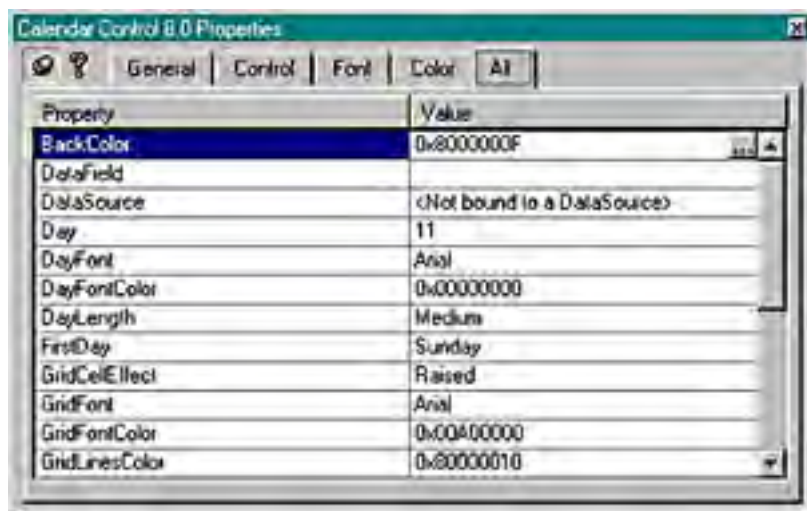 Calendar Control 8.0 Properties
General Control Font Color All
Property Value
BackColor 0x8000000F ...
DataField
DataSource <Not bound to a DataSource>
Day 11
DayFont Arial
DayFontColor 0x00000000
DayLength Medium
FirstDay Sunday
GridCellEffect Raised
GridFont Arial
GridFontColor 0x00A00000
GridLinesColor 0x80000010